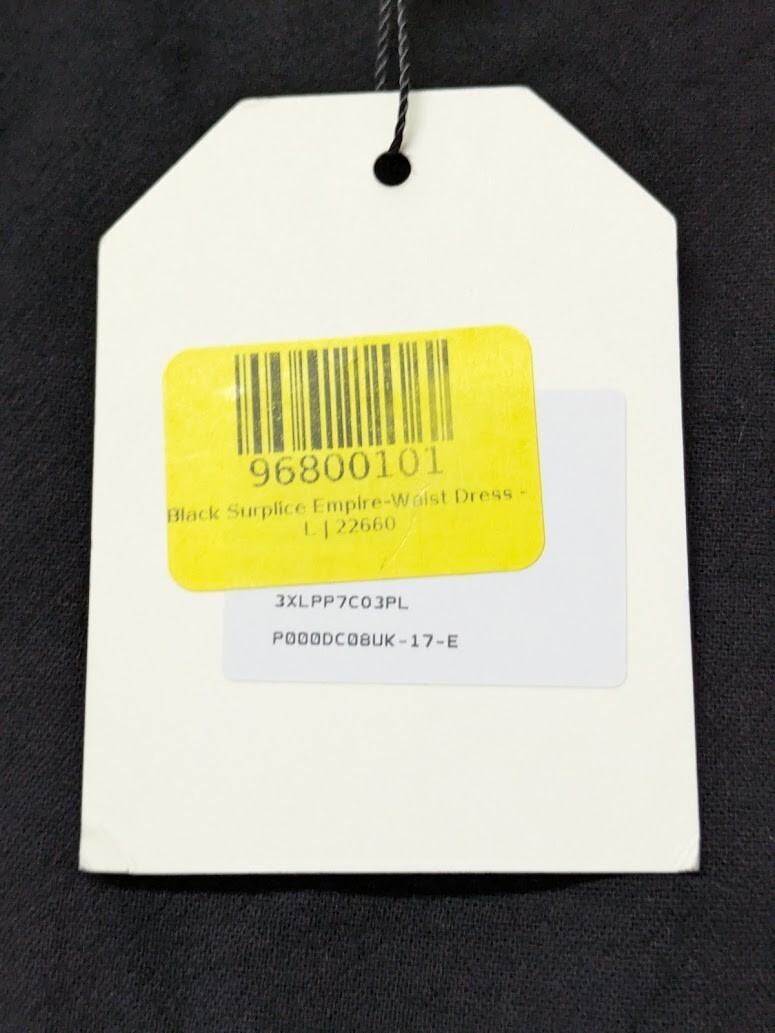 96800101
Black Surplice Empire-Waist Dress -
L | 22660
3XLPP7C03PL
P000DC08UK-17-E